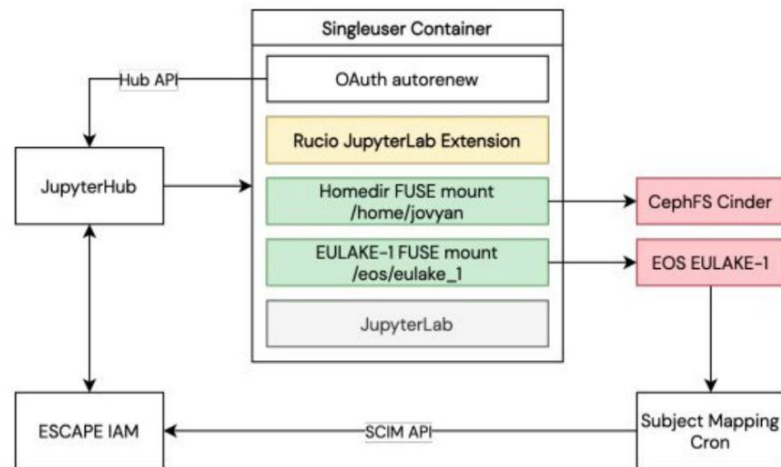 Singleuser Container
Hub API
OAuth autorenew
Rucio JupyterLab Extension
JupyterHub
Homedir FUSE mount
/home/jovyan
CephFS Cinder
EULAKE-1 FUSE mount
/eos/eulake_1
EOS EULAKE-1
JupyterLab
ESCAPE IAM
SCIM API
Subject Mapping
Cron